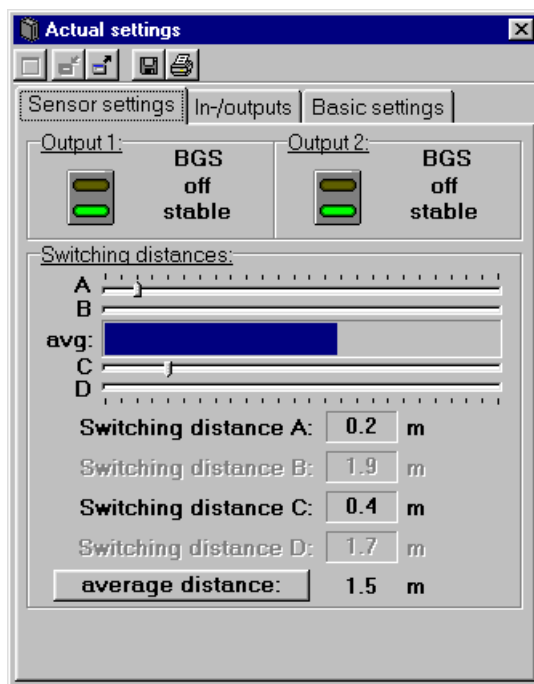 Actual settings
Sensor settings In-/outputs Basic settings
Output 1: Output 2:
BGS BGS
off off
stable stable
Switching distances:
A
B
avg:
C
D
Switching distance A: 0.2 m
Switching distance B: 1.9 m
Switching distance C: 0.4 m
Switching distance D: 1.7 m
average distance: 1.5 m